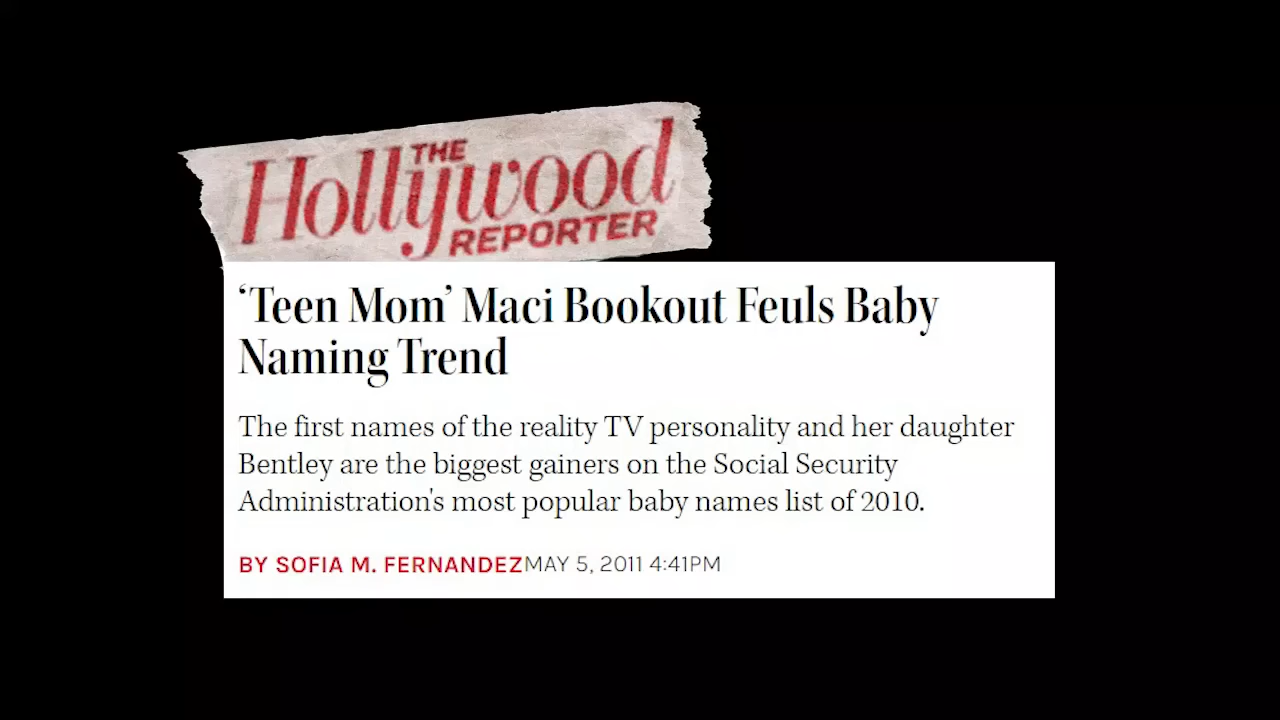 THE
Hollywood
REPORTER
‘Teen Mom’ Maci Bookout Feuls Baby
Naming Trend
The first names of the reality TV personality and her daughter
Bentley are the biggest gainers on the Social Security
Administration's most popular baby names list of 2010.
BY SOFIA M. FERNANDEZMAY 5, 2011 4:41PM